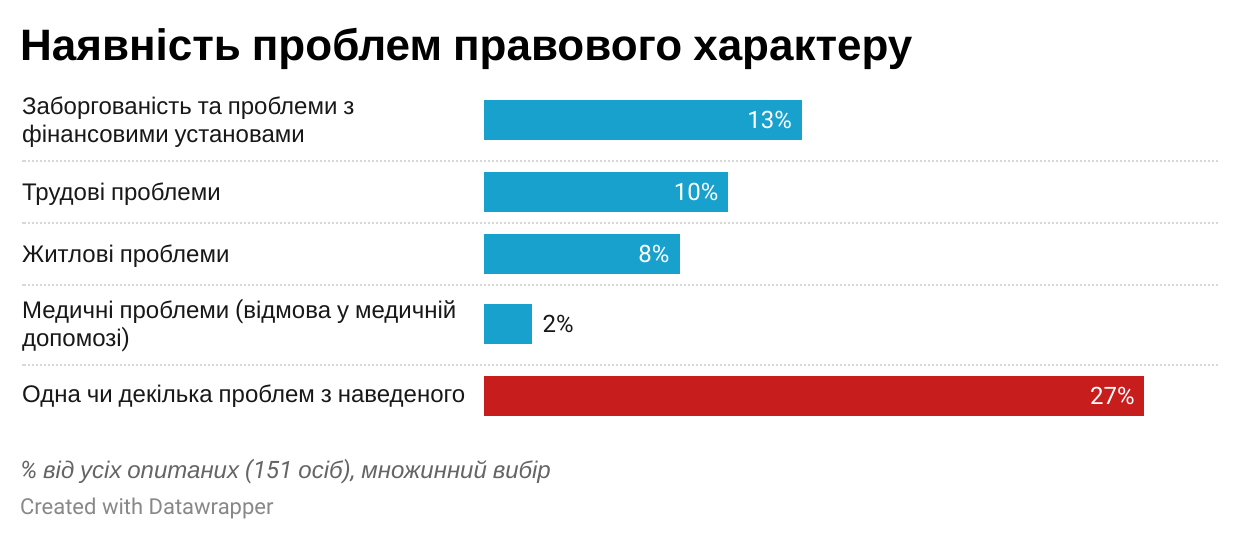 Наявність проблем правового характеру
Заборгованість та проблеми з
фінансовими установами
13%
Трудові проблеми
10%
Житлові проблеми
8%
Медичні проблеми (відмова у медичній
допомозі)
2%
Одна чи декілька проблем з наведеного
27%
% від усіх опитаних (151 осіб), множинний вибір
Created with Datawrapper